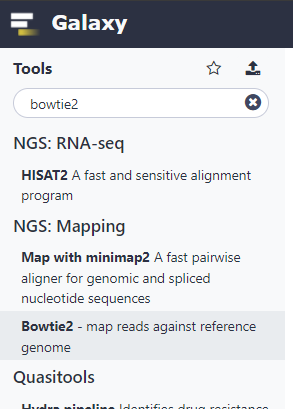 Galaxy
Tools
bowtie2
NGS: RNA-seq
HISAT2 A fast and sensitive alignment
program
NGS: Mapping
Map with minimap2 A fast pairwise
aligner for genomic and spliced
nucleotide sequences
Bowtie2 - map reads against reference
genome
Quasitools
Hydra pipeline Identifies drug resistance